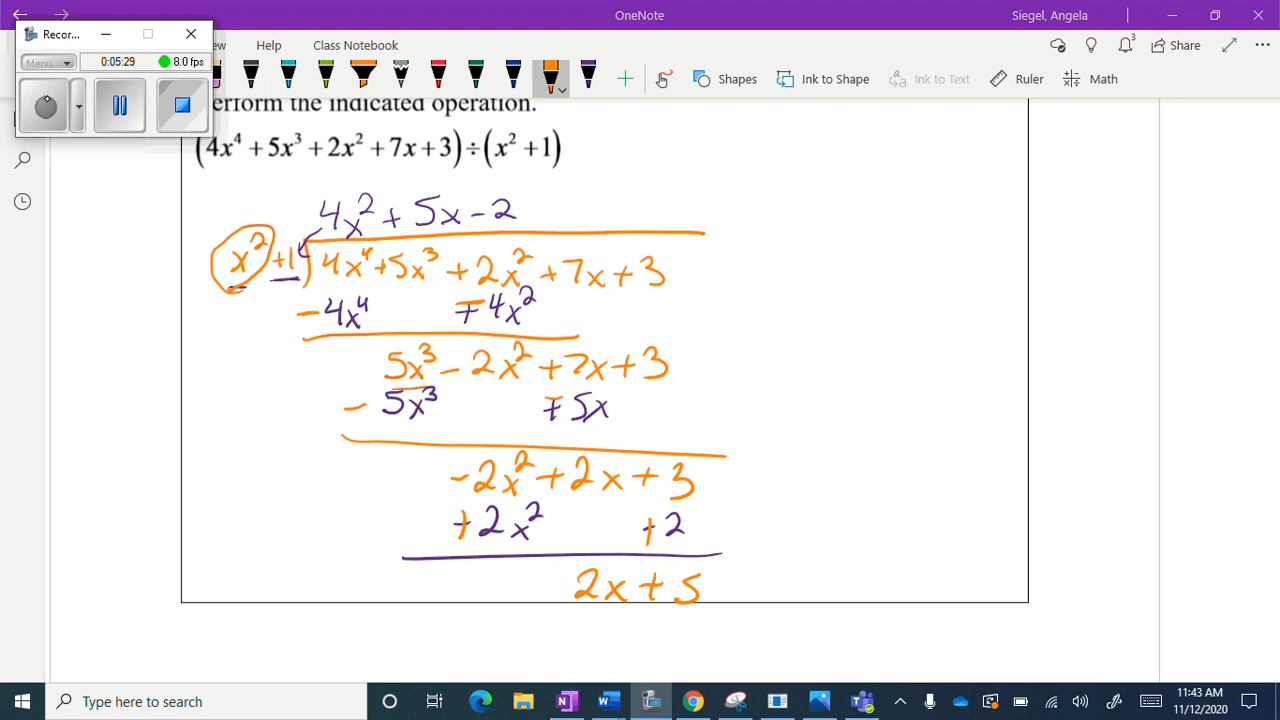 OneNote
Siegel, Angela
Recor...
Menu
0:05:29
8.0 fps
Help
Class Notebook
Share
Shapes
Ink to Shape
Ink to Text
Ruler
Math
erform the indicated operation.
(4x⁴ + 5x³ + 2x² + 7x + 3) ÷ (x² + 1)
4x² + 5x - 2
x² + 1) 4x⁴ + 5x³ + 2x² + 7x + 3
- 4x⁴ ∓ 4x²
5x³ - 2x² + 7x + 3
- 5x³ ∓ 5x
-2x² + 2x + 3
+ 2x² + 2
2x + 5
Type here to search
11:43 AM
11/12/2020